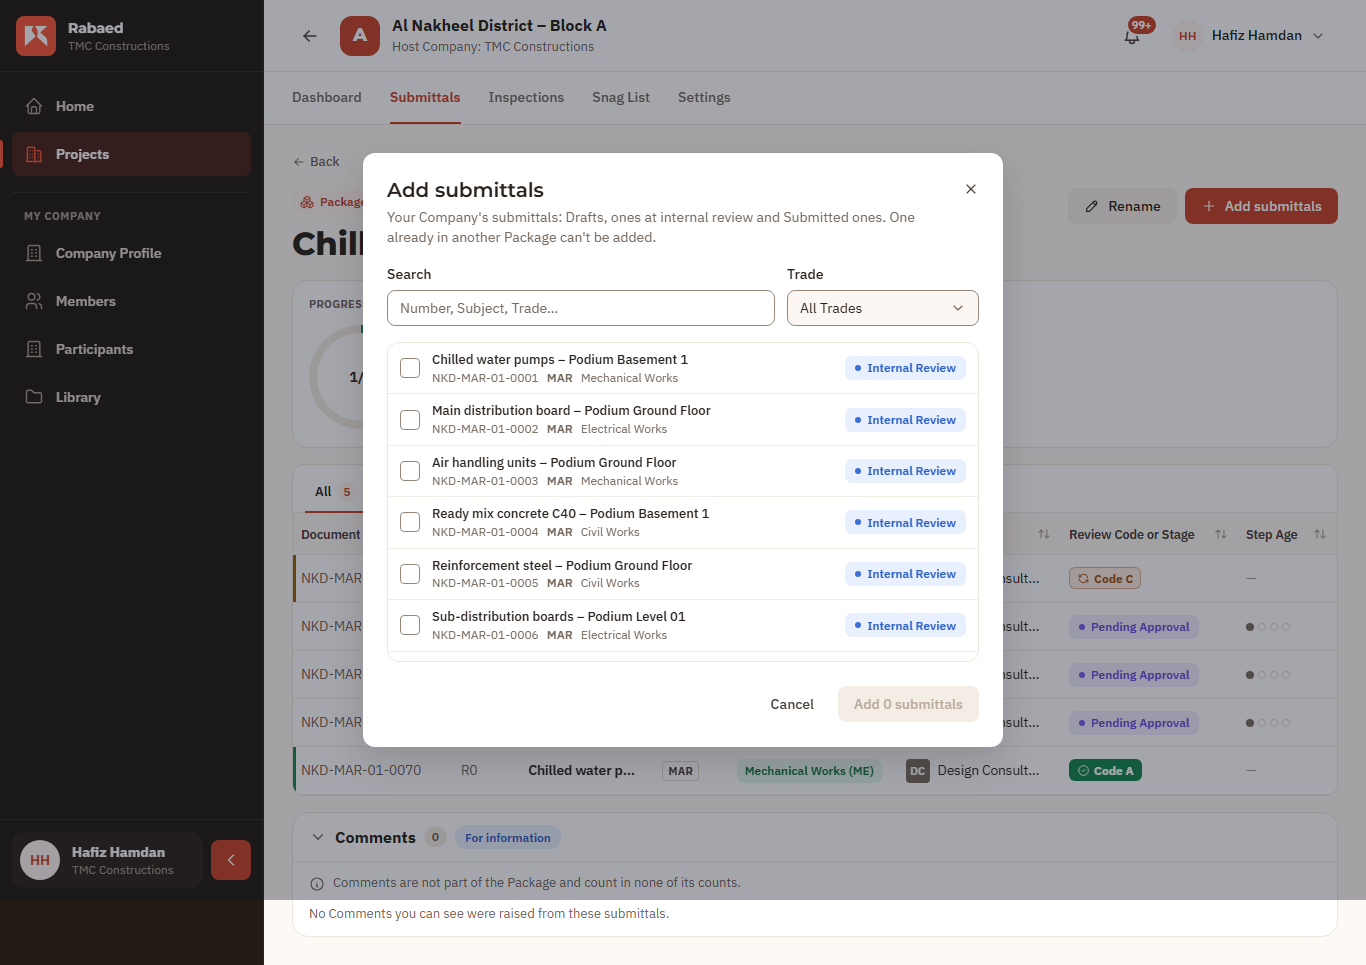 Rabaed
TMC Constructions
Home
Projects
MY COMPANY
Company Profile
Members
Participants
Library
HH
Hafiz Hamdan
TMC Constructions
A
Al Nakheel District – Block A
Host Company: TMC Constructions
99+
HH
Hafiz Hamdan
Dashboard
Submittals
Inspections
Snag List
Settings
Back
Package
Rename
Add submittals
1/
All 5
Document
Review Code or Stage
Step Age
NKD-MAR
Code C
—
NKD-MAR
Pending Approval
NKD-MAR
Pending Approval
NKD-MAR
Pending Approval
NKD-MAR-01-0070 R0 Chilled water p... MAR Mechanical Works (ME) DC Design Consult... Code A —
Comments 0 For information
Comments are not part of the Package and count in none of its counts.
No Comments you can see were raised from these submittals.
Add submittals
Your Company's submittals: Drafts, ones at internal review and Submitted ones. One
already in another Package can't be added.
Search
Trade
Number, Subject, Trade...
All Trades
Chilled water pumps – Podium Basement 1
NKD-MAR-01-0001 MAR Mechanical Works
Internal Review
Main distribution board – Podium Ground Floor
NKD-MAR-01-0002 MAR Electrical Works
Internal Review
Air handling units – Podium Ground Floor
NKD-MAR-01-0003 MAR Mechanical Works
Internal Review
Ready mix concrete C40 – Podium Basement 1
NKD-MAR-01-0004 MAR Civil Works
Internal Review
Reinforcement steel – Podium Ground Floor
NKD-MAR-01-0005 MAR Civil Works
Internal Review
Sub-distribution boards – Podium Level 01
NKD-MAR-01-0006 MAR Electrical Works
Internal Review
Cancel
Add 0 submittals